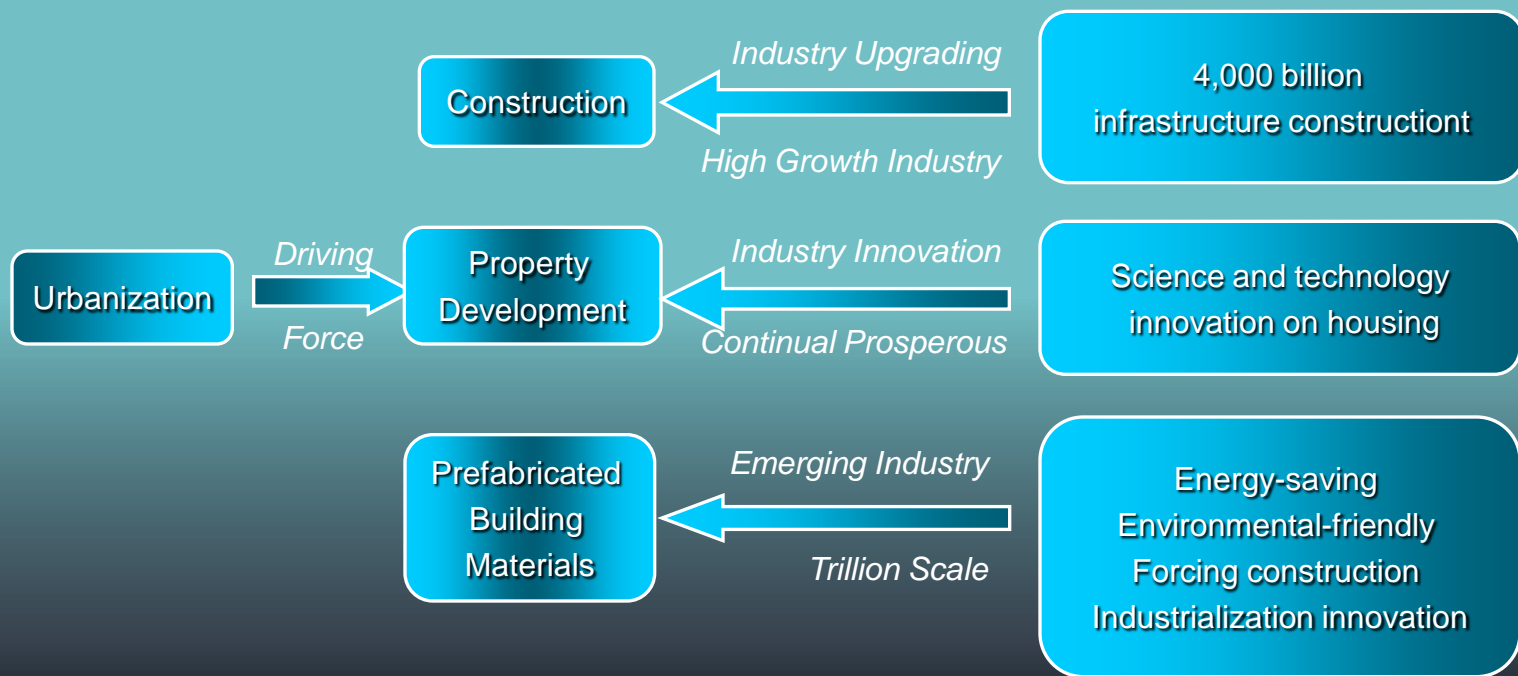 Construction
Industry Upgrading
High Growth Industry
4,000 billion
infrastructure constructiont
Urbanization
Driving
Force
Property
Development
Industry Innovation
Continual Prosperous
Science and technology
innovation on housing
Prefabricated
Building
Materials
Emerging Industry
Trillion Scale
Energy-saving
Environmental-friendly
Forcing construction
Industrialization innovation